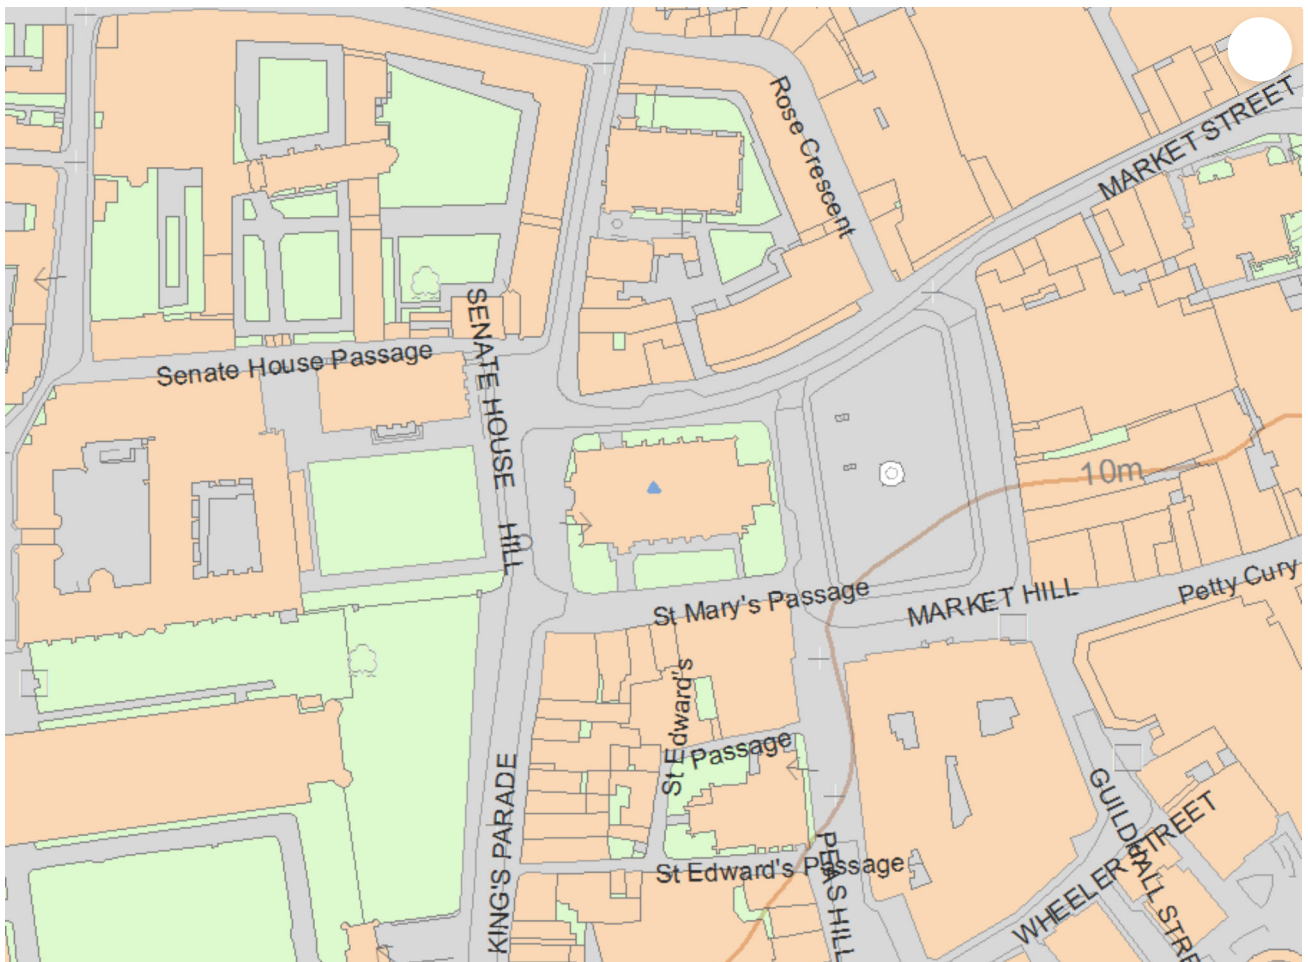 Rose Crescent
MARKET STREET
SENATE HOUSE HILL
Senate House Passage
10m
St Mary's Passage
MARKET HILL
Petty Cury
St Edward's
Passage
KING'S PARADE
St Edward's Passage
PEAS HILL
GUILDHALL STRE
WHEELER STREET